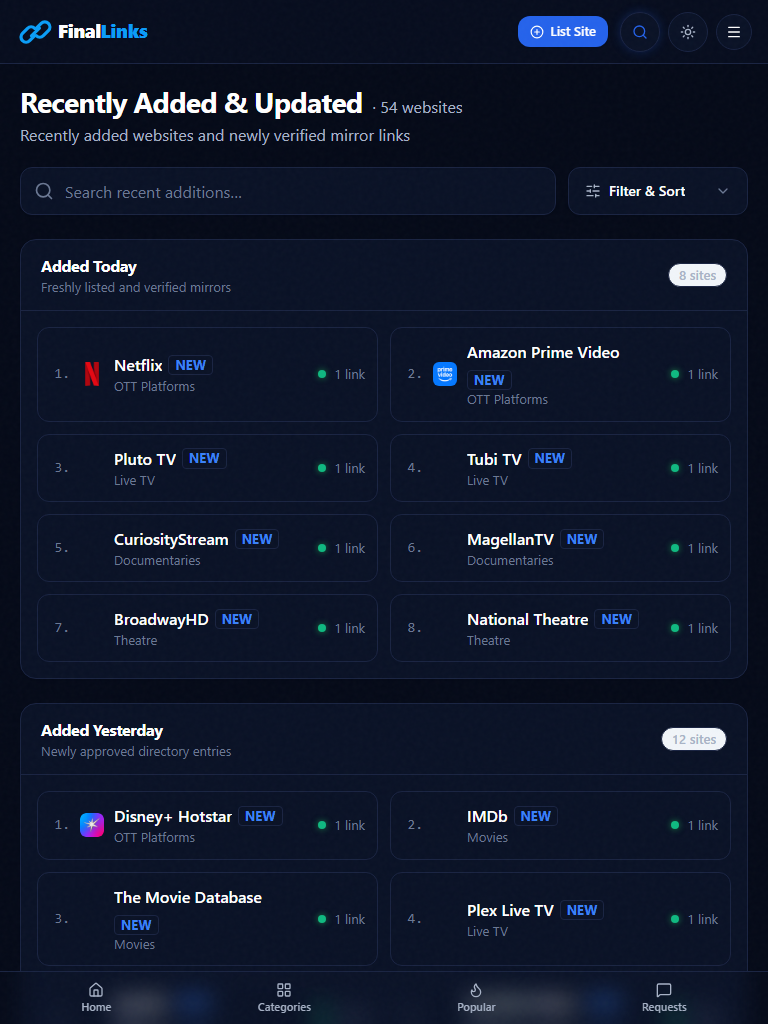 FinalLinks
List Site
Recently Added & Updated · 54 websites
Recently added websites and newly verified mirror links
Search recent additions...
Filter & Sort
Added Today
Freshly listed and verified mirrors
8 sites
1. Netflix NEW
OTT Platforms
1 link
2. prime video Amazon Prime Video
NEW
OTT Platforms
1 link
3. Pluto TV NEW
Live TV
1 link
4. Tubi TV NEW
Live TV
1 link
5. CuriosityStream NEW
Documentaries
1 link
6. MagellanTV NEW
Documentaries
1 link
7. BroadwayHD NEW
Theatre
1 link
8. National Theatre NEW
Theatre
1 link
Added Yesterday
Newly approved directory entries
12 sites
1. Disney+ Hotstar NEW
OTT Platforms
1 link
2. IMDb NEW
Movies
1 link
3. The Movie Database
NEW
Movies
1 link
4. Plex Live TV NEW
Live TV
1 link
Home
Categories
Popular
Requests